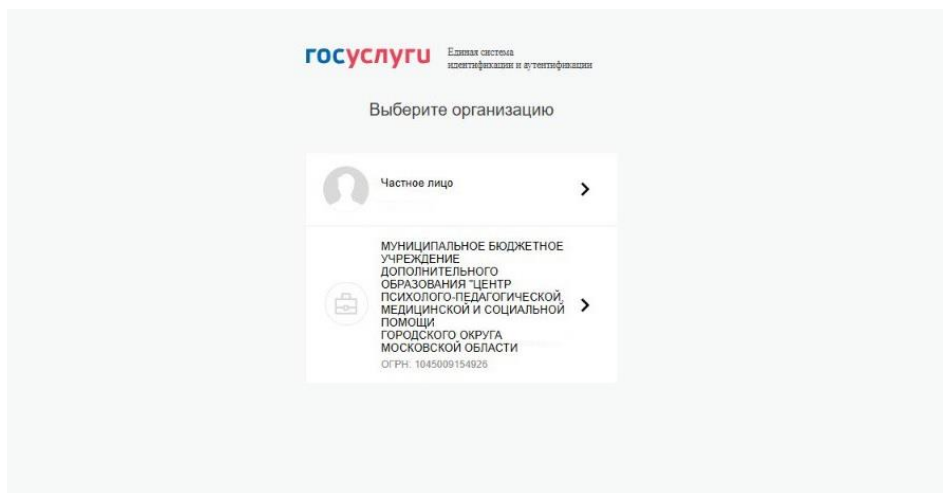 госуслуги
Единая система
идентификации и аутентификации
Выберите организацию
Частное лицо
МУНИЦИПАЛЬНОЕ БЮДЖЕТНОЕ
УЧРЕЖДЕНИЕ
ДОПОЛНИТЕЛЬНОГО
ОБРАЗОВАНИЯ "ЦЕНТР
ПСИХОЛОГО-ПЕДАГОГИЧЕСКОЙ,
МЕДИЦИНСКОЙ И СОЦИАЛЬНОЙ
ПОМОЩИ
ГОРОДСКОГО ОКРУГА
МОСКОВСКОЙ ОБЛАСТИ
ОГРН: 1045009154926